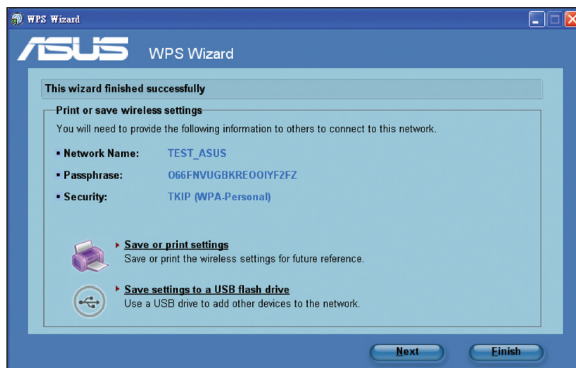 WPS Wizard
ASUS WPS Wizard
This wizard finished successfully
Print or save wireless settings
You will need to provide the following information to others to connect to this network.
▪ Network Name: TEST_ASUS
▪ Passphrase: O66FNVUGBKREOOIYF2FZ
▪ Security: TKIP (WPA-Personal)
Save or print settings
Save or print the wireless settings for future reference.
Save settings to a USB flash drive
Use a USB drive to add other devices to the network.
Next Finish